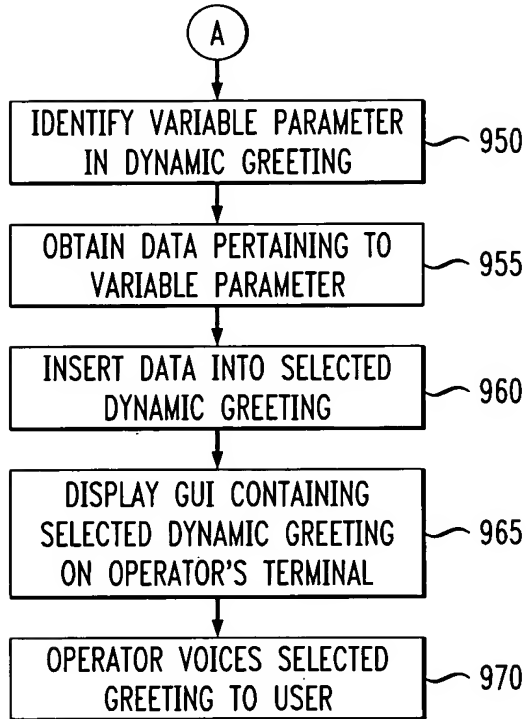 A
IDENTIFY VARIABLE PARAMETER
IN DYNAMIC GREETING
950
OBTAIN DATA PERTAINING TO
VARIABLE PARAMETER
955
INSERT DATA INTO SELECTED
DYNAMIC GREETING
960
DISPLAY GUI CONTAINING
SELECTED DYNAMIC GREETING
ON OPERATOR'S TERMINAL
965
OPERATOR VOICES SELECTED
GREETING TO USER
970